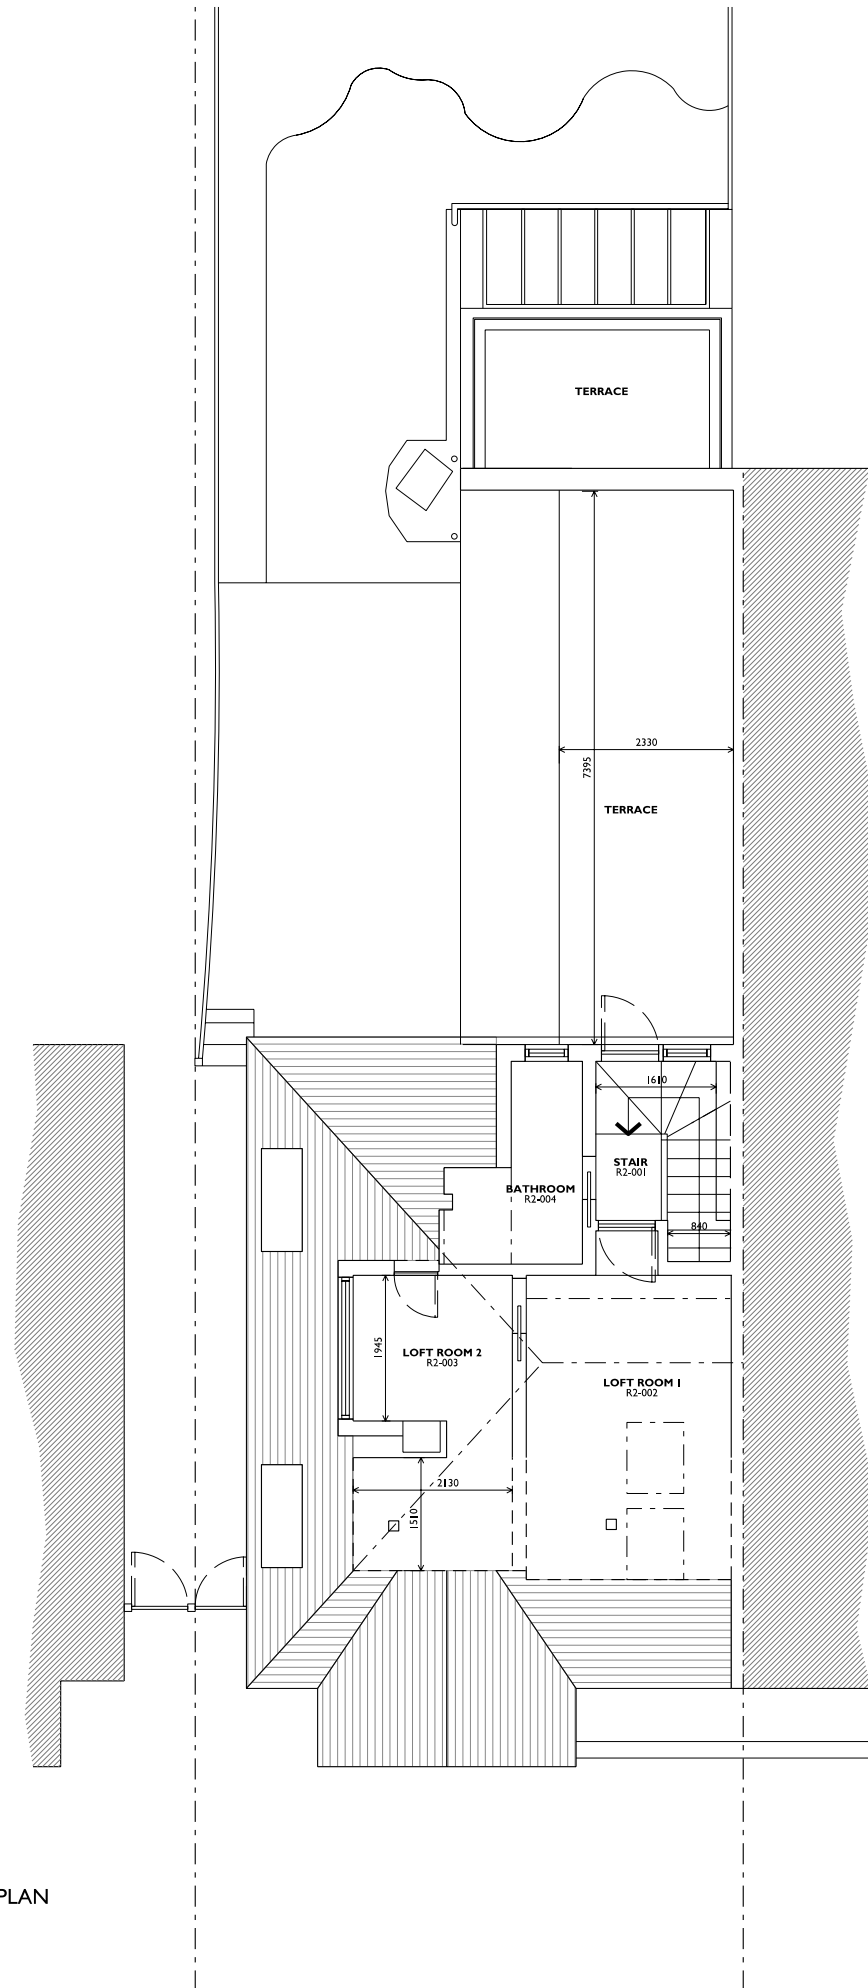 TERRACE
2330
7395
TERRACE
1610
STAIR
R2-001
BATHROOM
R2-004
840
1945
LOFT ROOM 2
R2-003
LOFT ROOM 1
R2-002
2130
1510
PLAN